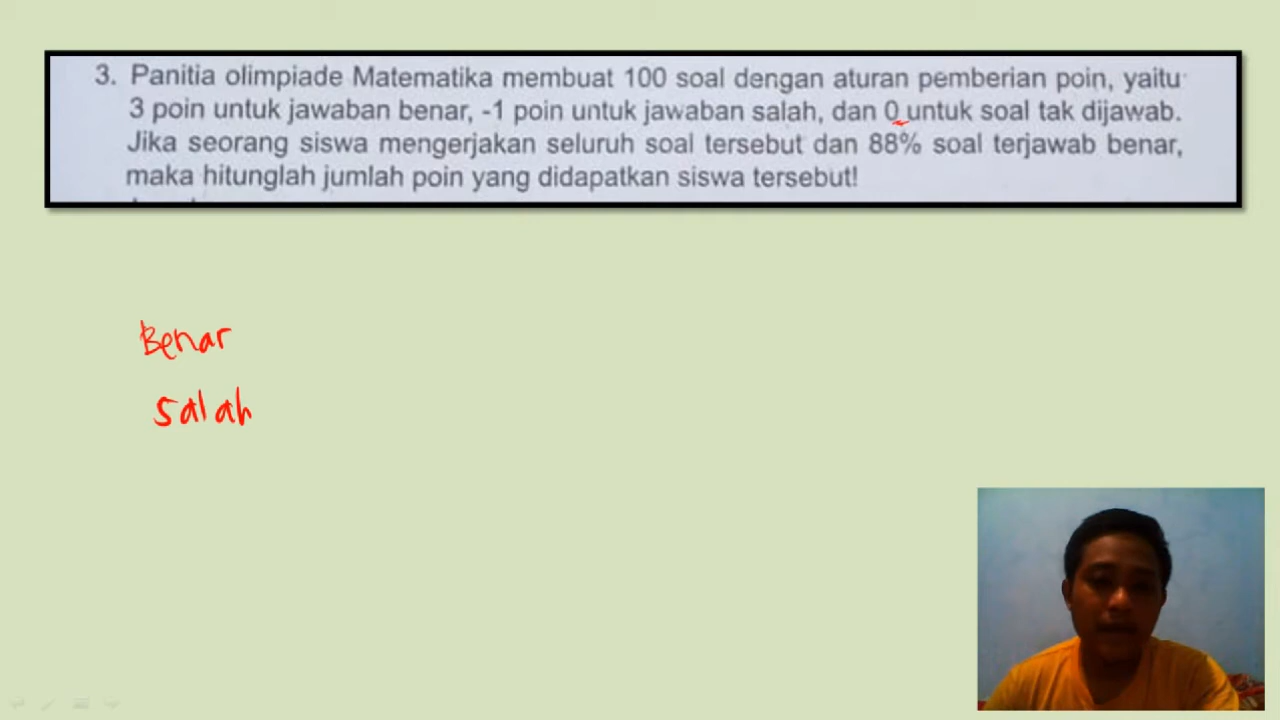 3. Panitia olimpiade Matematika membuat 100 soal dengan aturan pemberian poin, yaitu
3 poin untuk jawaban benar, -1 poin untuk jawaban salah, dan 0 untuk soal tak dijawab.
Jika seorang siswa mengerjakan seluruh soal tersebut dan 88% soal terjawab benar,
maka hitunglah jumlah poin yang didapatkan siswa tersebut!
Benar
salah